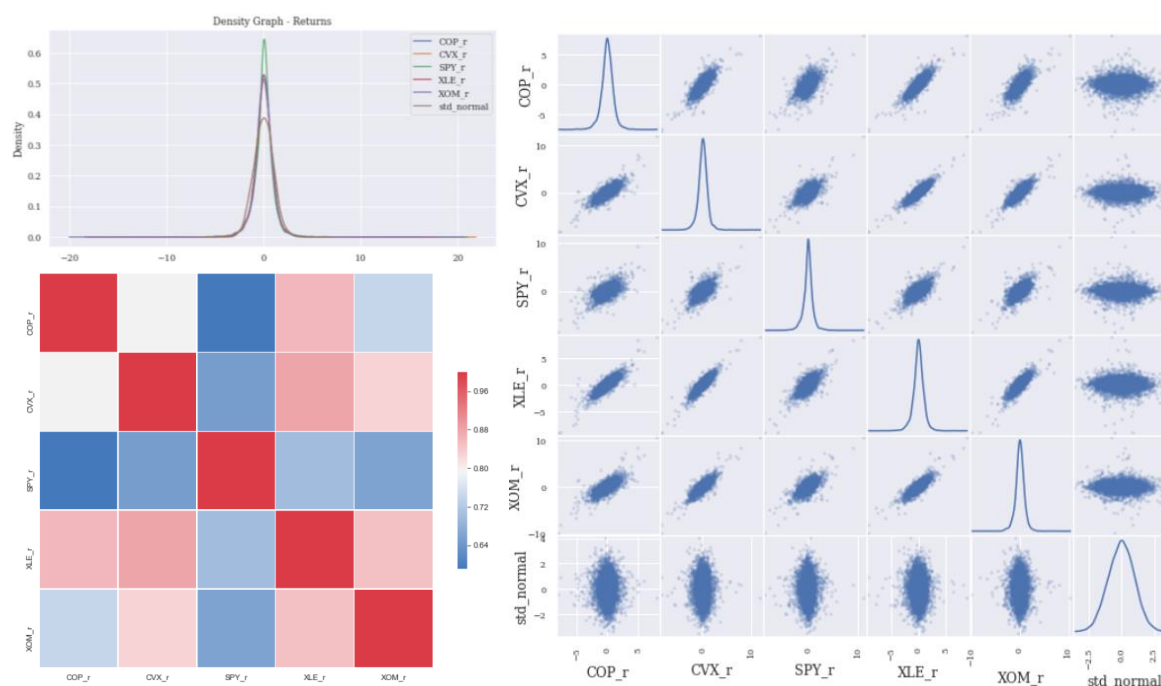 Density Graph - Returns
COP_r
CVX_r
SPY_r
XLE_r
XOM_r
std_normal
Density
0.6
0.5
0.4
0.3
0.2
0.1
0.0
−20
−10
0
10
20
COP_r
CVX_r
SPY_r
XLE_r
XOM_r
COP_r
CVX_r
SPY_r
XLE_r
XOM_r
0.96
0.88
0.80
0.72
0.64
COP_r
5
0
−5
CVX_r
10
0
SPY_r
10
0
XLE_r
5
0
−5
XOM_r
10
0
−10
std_normal
2
0
−2
−5
0
5
0
10
0
10
−5
0
5
−10
0
10
−2.5
0.0
2.5
COP_r
CVX_r
SPY_r
XLE_r
XOM_r
std_normal